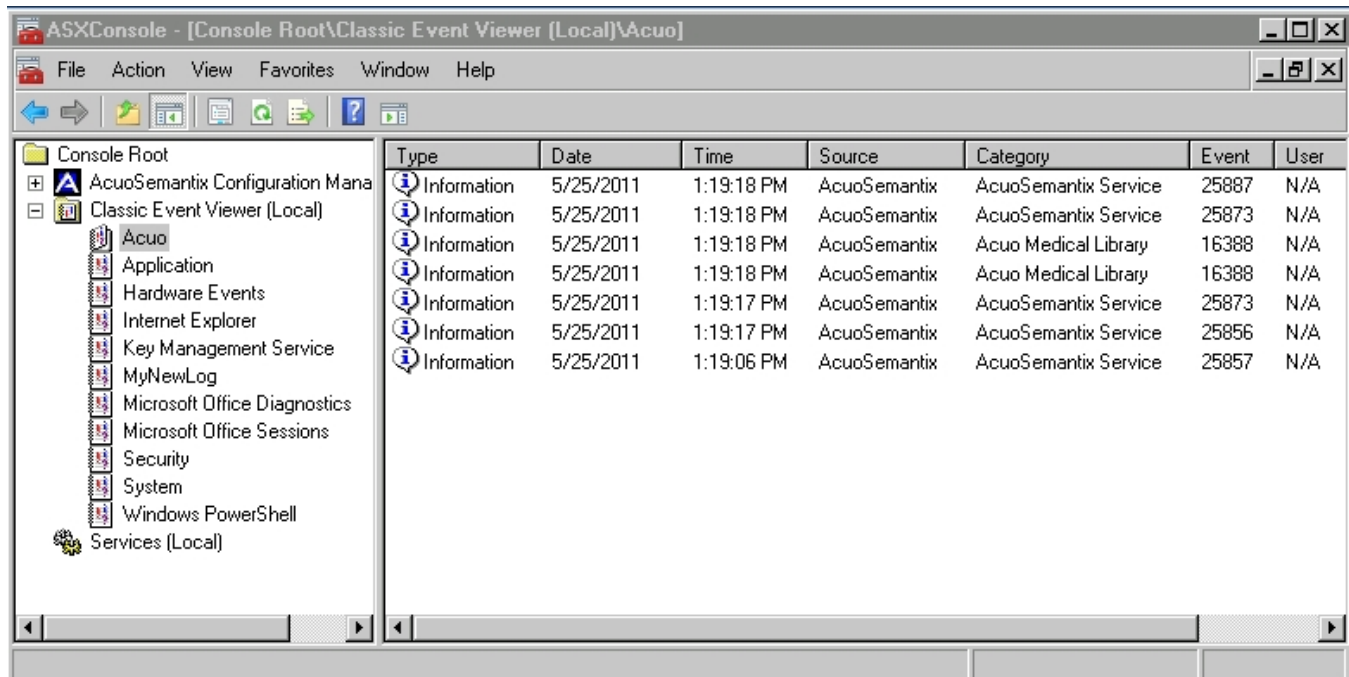 ASXConsole - [Console Root\Classic Event Viewer (Local)\Acuo]
File Action View Favorites Window Help
Console Root
AcuoSemantix Configuration Mana
Classic Event Viewer (Local)
Acuo
Application
Hardware Events
Internet Explorer
Key Management Service
MyNewLog
Microsoft Office Diagnostics
Microsoft Office Sessions
Security
System
Windows PowerShell
Services (Local)
Type Date Time Source Category Event User
Information 5/25/2011 1:19:18 PM AcuoSemantix AcuoSemantix Service 25887 N/A
Information 5/25/2011 1:19:18 PM AcuoSemantix AcuoSemantix Service 25873 N/A
Information 5/25/2011 1:19:18 PM AcuoSemantix Acuo Medical Library 16388 N/A
Information 5/25/2011 1:19:18 PM AcuoSemantix Acuo Medical Library 16388 N/A
Information 5/25/2011 1:19:17 PM AcuoSemantix AcuoSemantix Service 25873 N/A
Information 5/25/2011 1:19:17 PM AcuoSemantix AcuoSemantix Service 25856 N/A
Information 5/25/2011 1:19:06 PM AcuoSemantix AcuoSemantix Service 25857 N/A